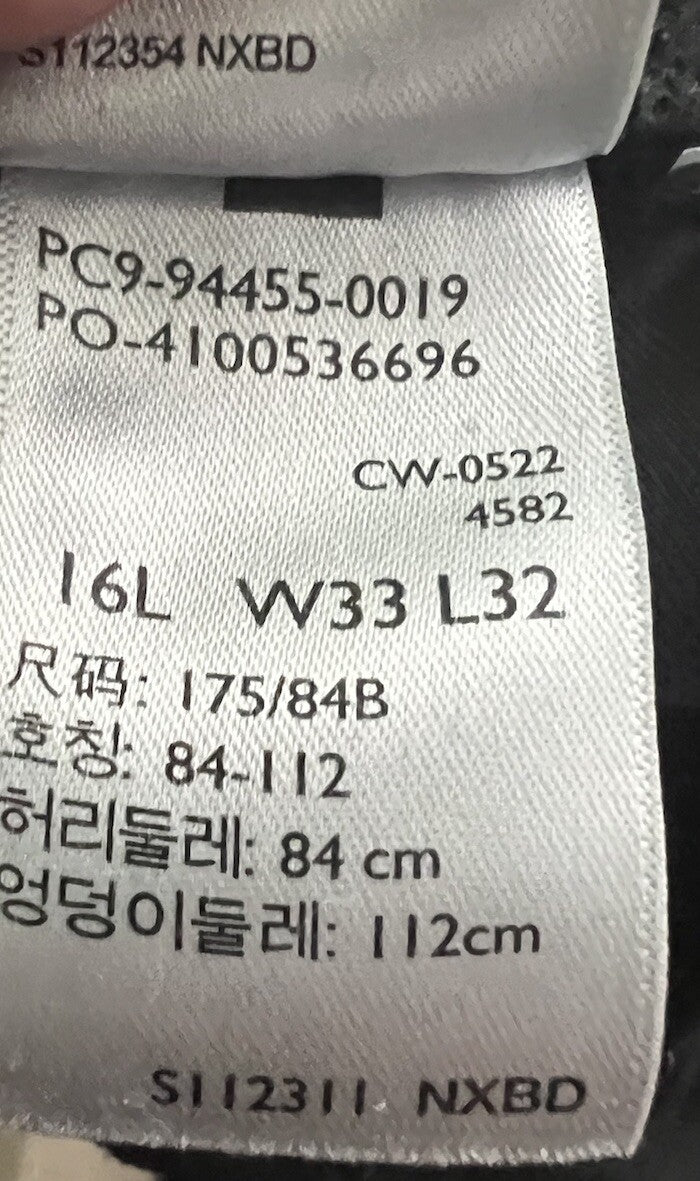 S112354 NXBD
PC9-94455-0019
PO-4100536696
CW-0522
4582
16L W33 L32
尺码: 175/84B
호칭: 84-112
허리둘레: 84 cm
엉덩이둘레: 112cm
S112311 NXBD